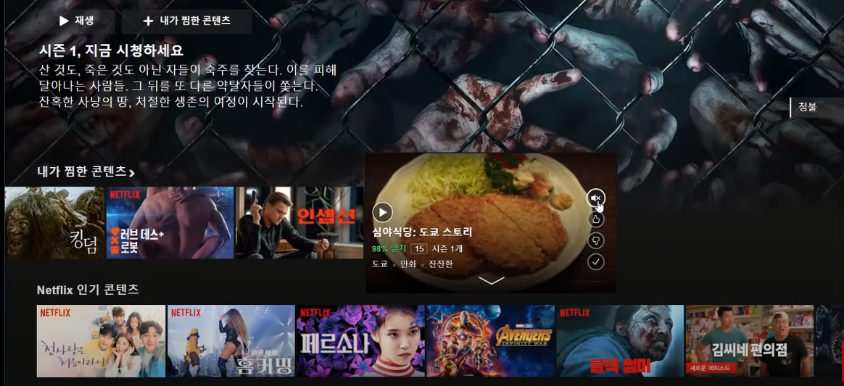 재생
내가 찜한 콘텐츠
시즌 1, 지금 시청하세요
산 것도, 죽은 것도 아닌 자들이 숙주를 찾는다. 이를 피해
달아나는 사람들. 그 뒤를 또 다른 약탈자들이 쫓는다.
잔혹한 사냥의 땅, 처절한 생존의 여정이 시작된다.
청불
내가 찜한 콘텐츠
킹덤
NETFLIX
러브 데스+
로봇
인셉션
심야식당: 도쿄 스토리
98% 일치 15 시즌 1개
도쿄 만화 잔잔한
Netflix 인기 콘텐츠
NETFLIX
첫사랑은
처음이라
NETFLIX
홈커밍
NETFLIX
페르소나
AVENGERS
INFINITY WAR
NETFLIX
블랙 썸머
김씨네 편의점
새로운 에피소드